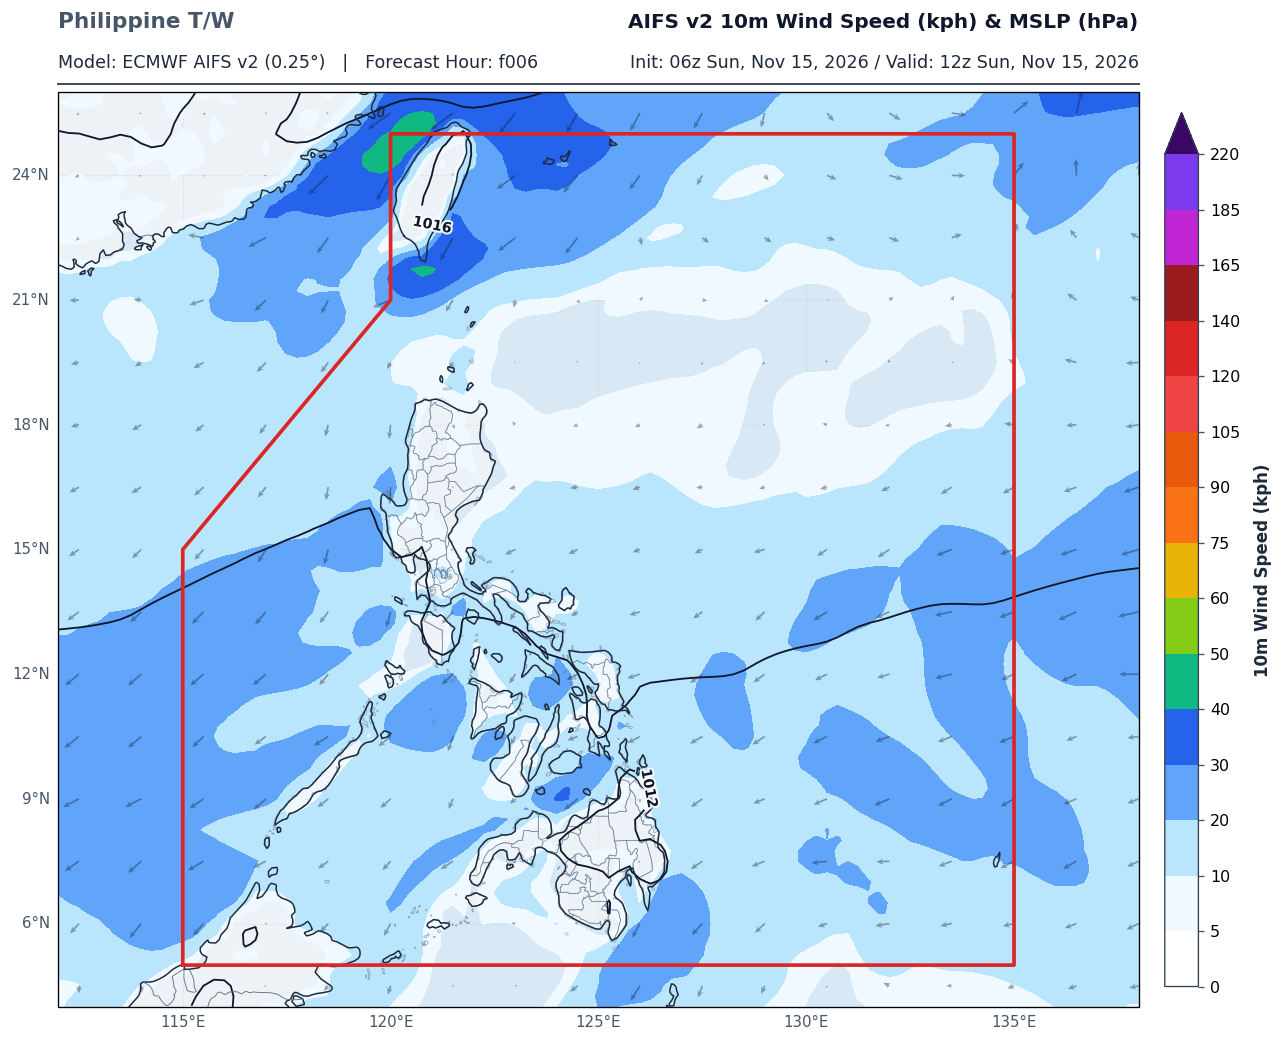 Philippine T/W
AIFS v2 10m Wind Speed (kph) & MSLP (hPa)
Model: ECMWF AIFS v2 (0.25°) | Forecast Hour: f006
Init: 06z Sun, Nov 15, 2026 / Valid: 12z Sun, Nov 15, 2026
24°N
21°N
18°N
15°N
12°N
9°N
6°N
115°E
120°E
125°E
130°E
135°E
1016
1012
220
185
165
140
120
105
90
75
60
50
40
30
20
10
5
0
10m Wind Speed (kph)